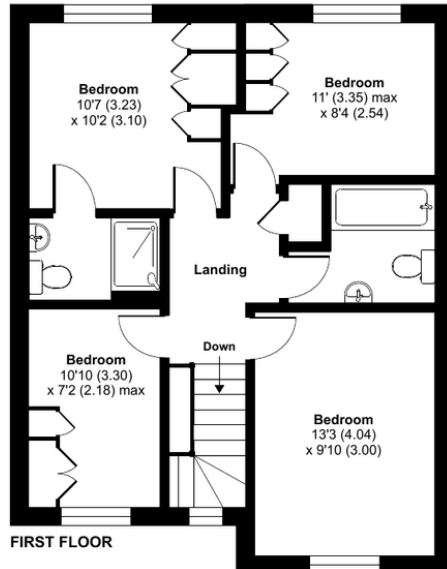 Bedroom
10'7 (3.23)
x 10'2 (3.10)
Bedroom
11' (3.35) max
x 8'4 (2.54)
Landing
Down
Bedroom
10'10 (3.30)
x 7'2 (2.18) max
Bedroom
13'3 (4.04)
x 9'10 (3.00)
FIRST FLOOR